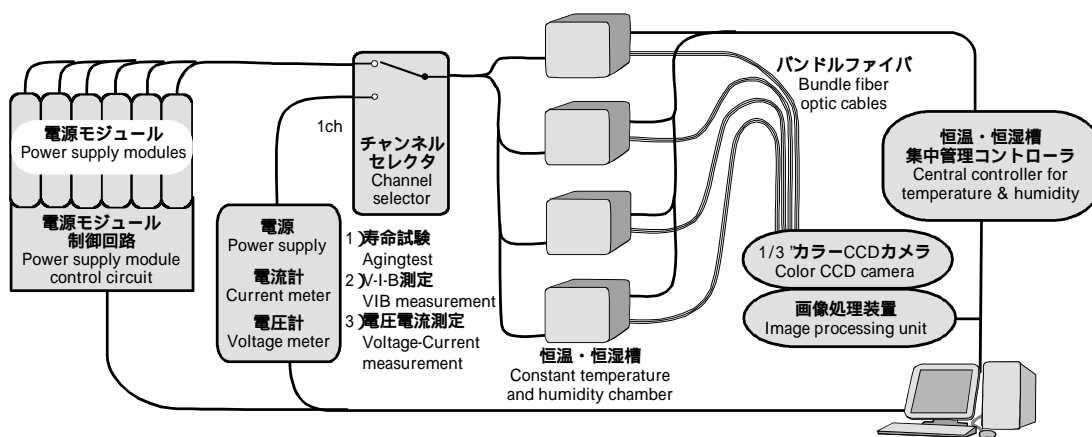 電源モジュール
Power supply modules
電源モジュール
制御回路
Power supply module
control circuit
1ch
チャンネル
セレクタ
Channel
selector
電源
Power supply
電流計
Current meter
電圧計
Voltage meter
1)寿命試験
Agingtest
2)V-I-B測定
VIB measurement
3)電圧電流測定
Voltage-Current
measurement
恒温・恒湿槽
Constant temperature
and humidity chamber
バンドルファイバ
Bundle fiber
optic cables
恒温・恒湿槽
集中管理コントローラ
Central controller for
temperature & humidity
1/3"カラーCCDカメラ
Color CCD camera
画像処理装置
Image processing unit